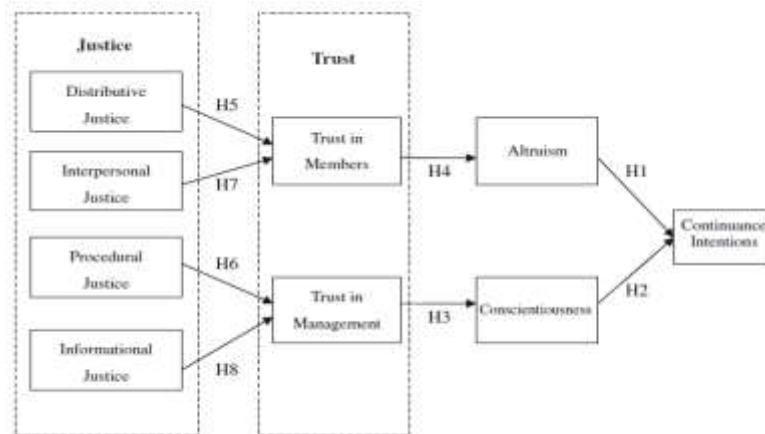 Justice
Trust
Distributive
Justice
H5
Trust in
Members
Altruism
H1
Interpersonal
Justice
H7
H4
Continuance
Intentions
Procedural
Justice
H6
Trust in
Management
H3
Conscientiousness
H2
Informational
Justice
H8